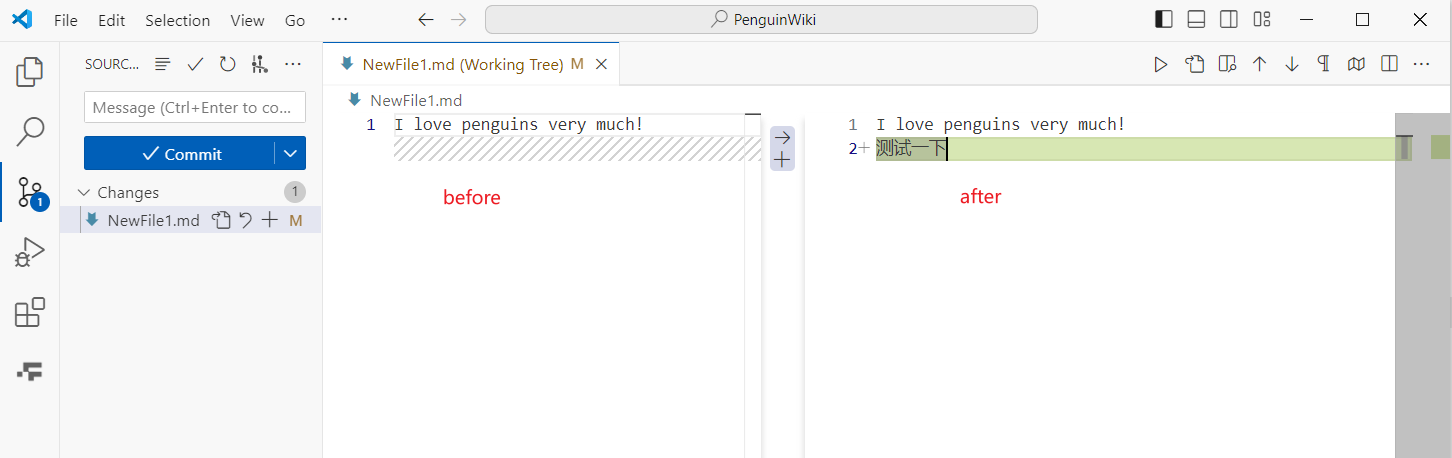 File Edit Selection View Go ··· PenguinWiki
SOURC... ···
NewFile1.md (Working Tree) M
···
Message (Ctrl+Enter to co...
Commit
Changes 1
NewFile1.md M
1
NewFile1.md
1 I love penguins very much!
before
1 I love penguins very much!
2+ 测试一下
after